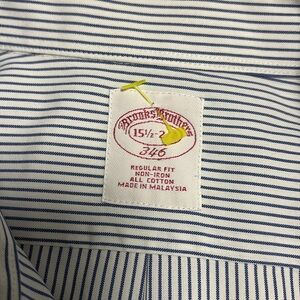 Brooks Brothers
15½-2
346
REGULAR FIT
NON-IRON
ALL COTTON
MADE IN MALAYSIA